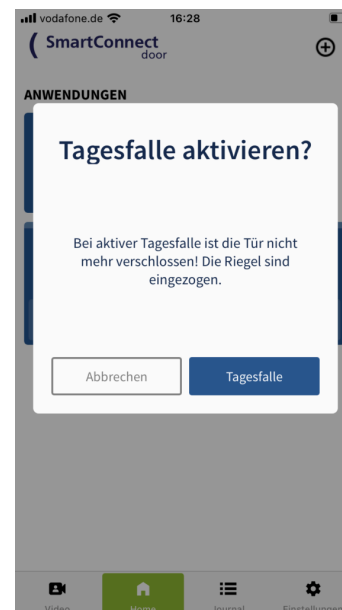 vodafone.de 16:28
SmartConnect
door
ANWENDUNGEN
Tagesfalle aktivieren?
Bei aktiver Tagesfalle ist die Tür nicht
mehr verschlossen! Die Riegel sind
eingezogen.
Abbrechen Tagesfalle
Video Home Journal Einstellungen